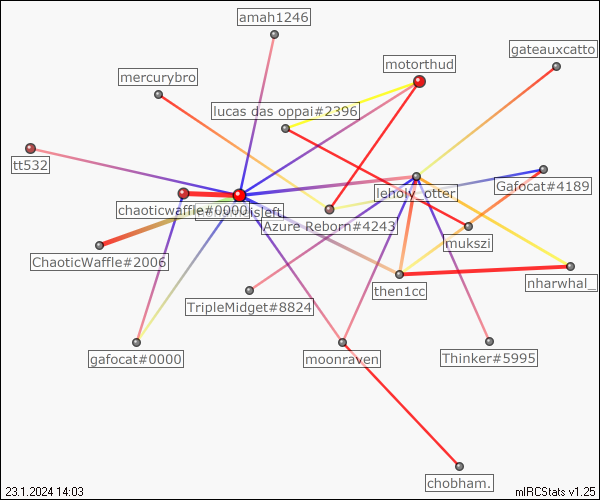 amah1246
gateauxcatto
motorthud
mercurybro
lucas das oppai#2396
tt532
leholy_otter
Gafocat#4189
chaoticwaffle#0000
Azure Reborn#4243
mukszi
ChaoticWaffle#2006
then1cc
nharwhal_
TripleMidget#8824
gafocat#0000
moonraven
Thinker#5995
chobham.
23.1.2024 14:03
mIRCStats v1.25